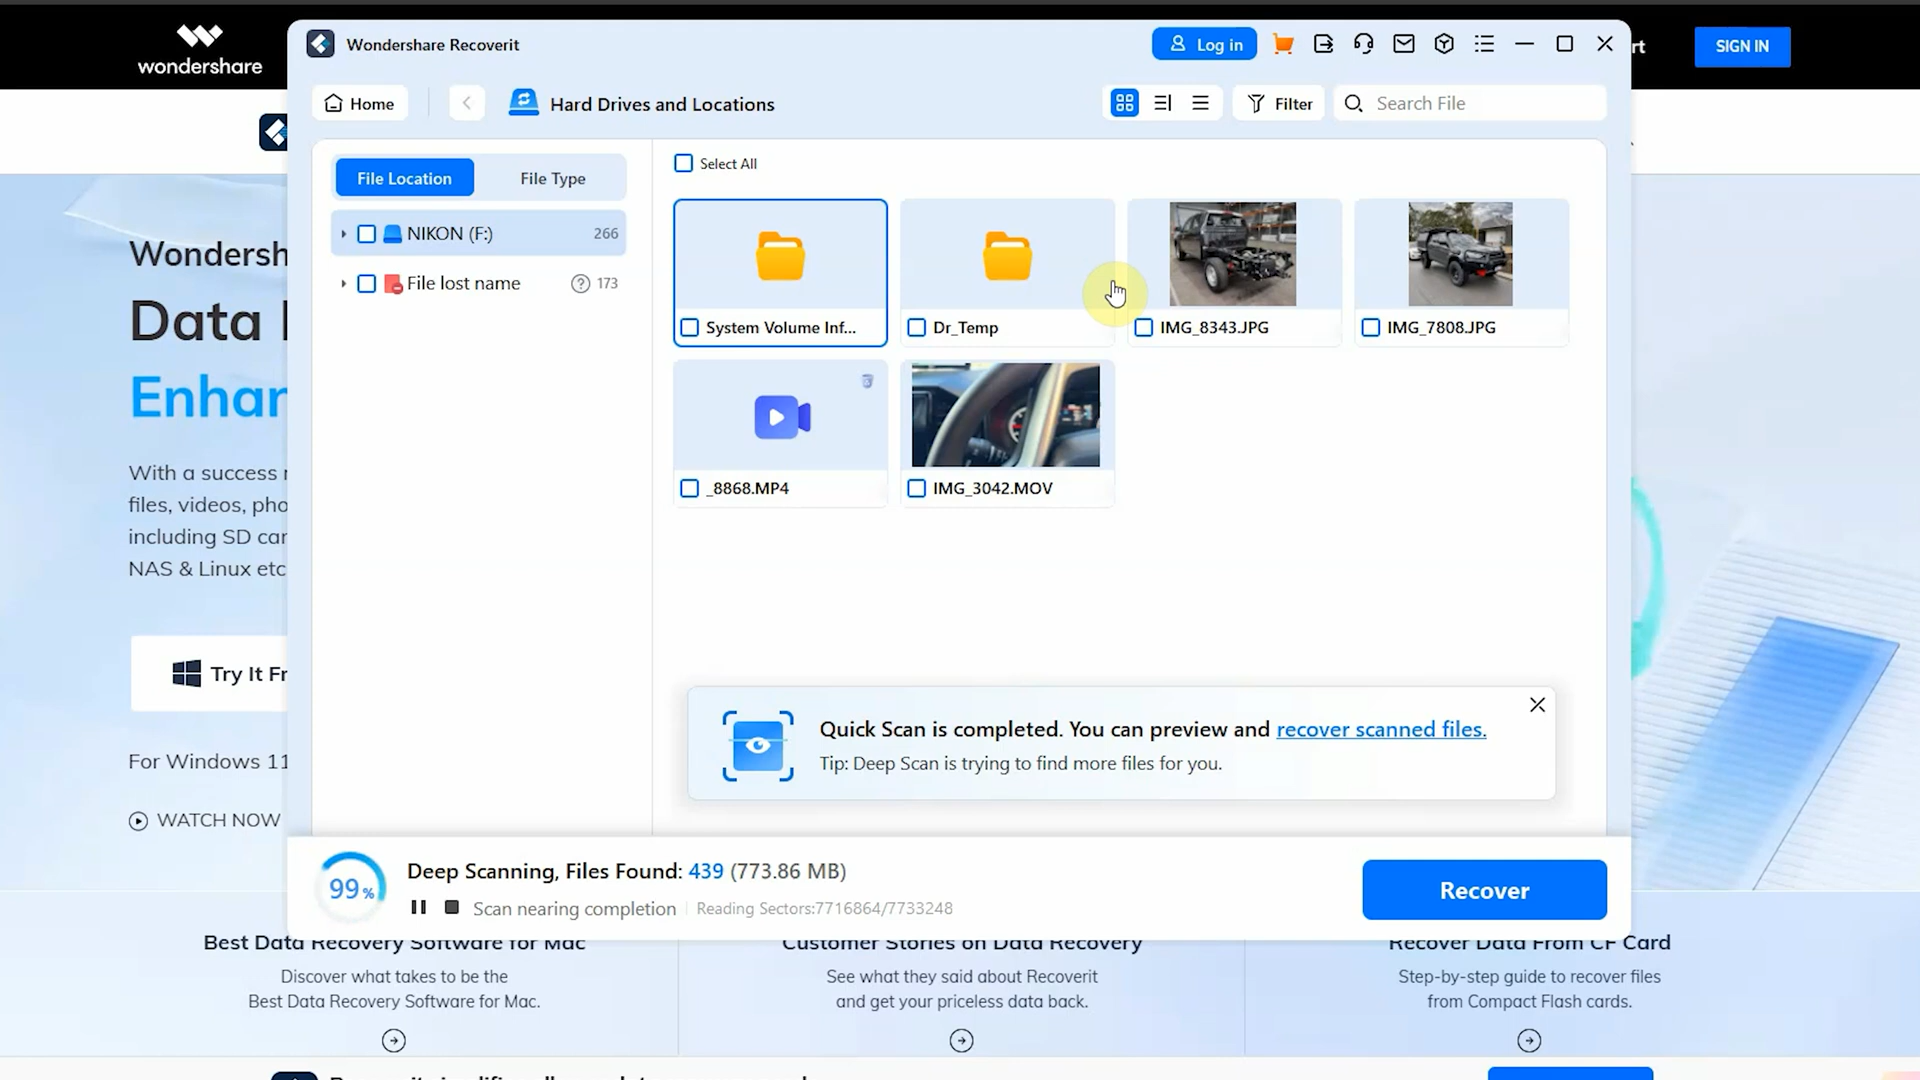 wondershare
Wondershare Recoverit
Log in
SIGN IN
Home
Hard Drives and Locations
Filter
Search File
File Location
File Type
Select All
NIKON (F:)
266
File lost name
173
System Volume Inf...
Dr_Temp
IMG_8343.JPG
IMG_7808.JPG
_8868.MP4
IMG_3042.MOV
Quick Scan is completed. You can preview and recover scanned files.
Tip: Deep Scan is trying to find more files for you.
99%
Deep Scanning, Files Found: 439 (773.86 MB)
Scan nearing completion
Reading Sectors:7716864/7733248
Recover
Data
With a success
files, videos,
including SD
NAS & Linux etc
Try It
For Windows 11
WATCH NOW
Best Data Recovery Software for Mac
Discover what takes to be the
Best Data Recovery Software for Mac.
Customer Stories on Data Recovery
See what they said about Recoverit
and get your priceless data back.
Recover Data From CF Card
Step-by-step guide to recover files
from Compact Flash cards.